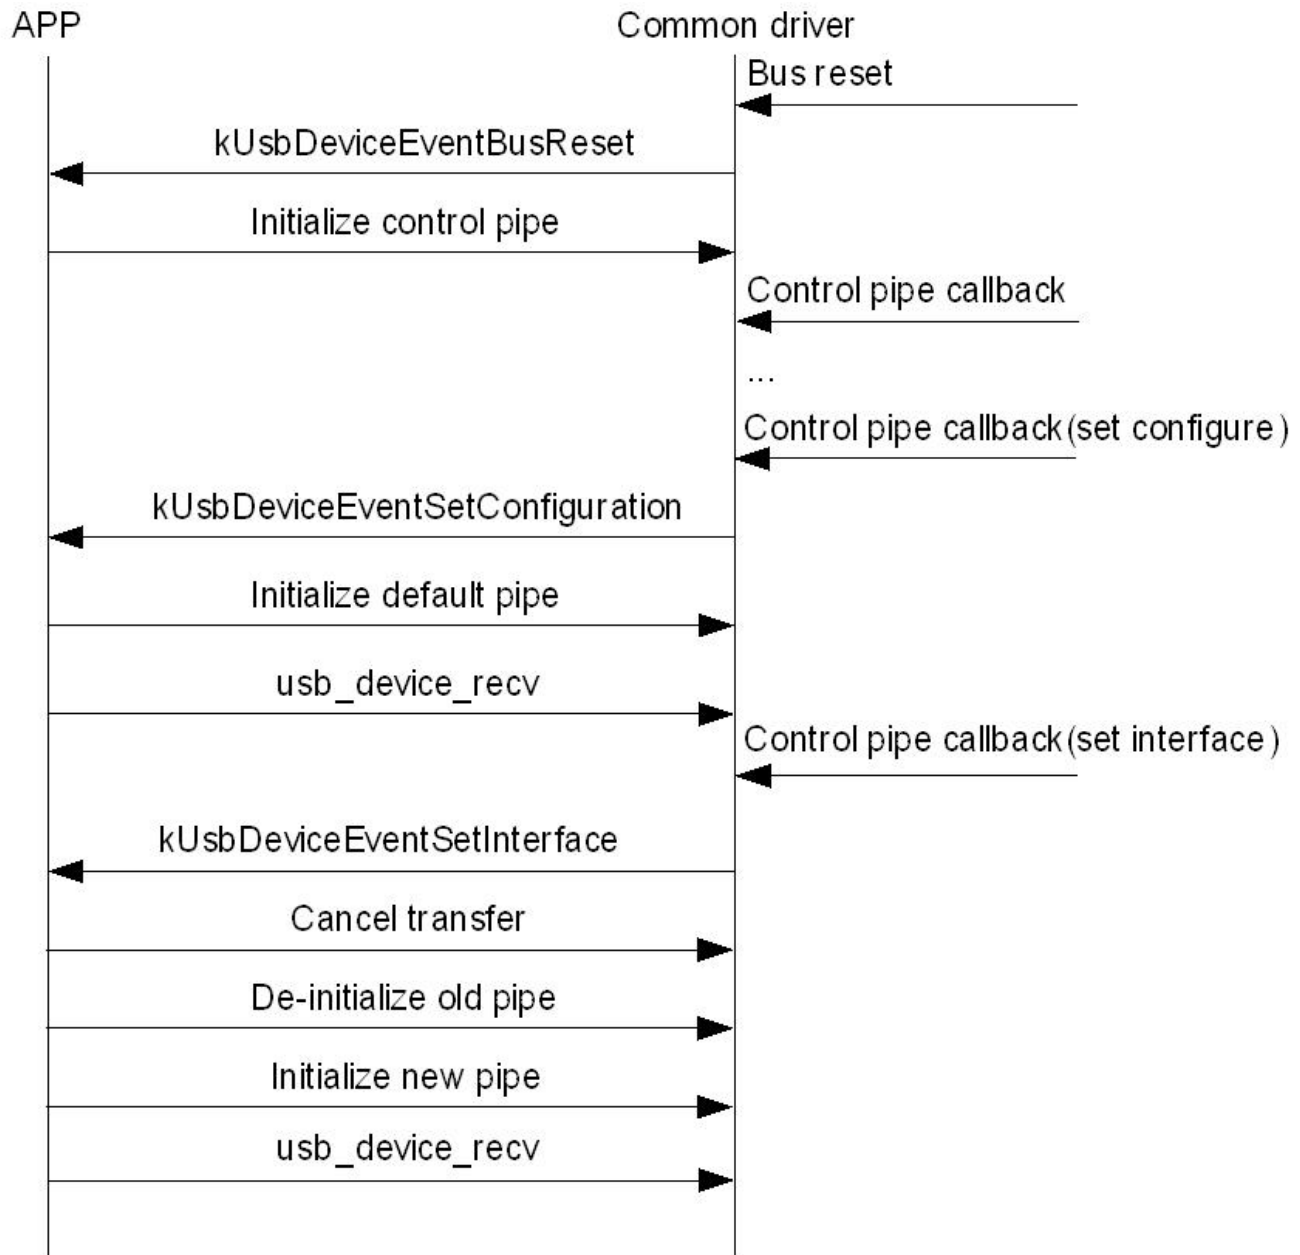 APP
Common driver
Bus reset
kUsbDeviceEventBusReset
Initialize control pipe
Control pipe callback
...
Control pipe callback(set configure)
kUsbDeviceEventSetConfiguration
Initialize default pipe
usb_device_recv
Control pipe callback(set interface)
kUsbDeviceEventSetInterface
Cancel transfer
De-initialize old pipe
Initialize new pipe
usb_device_recv